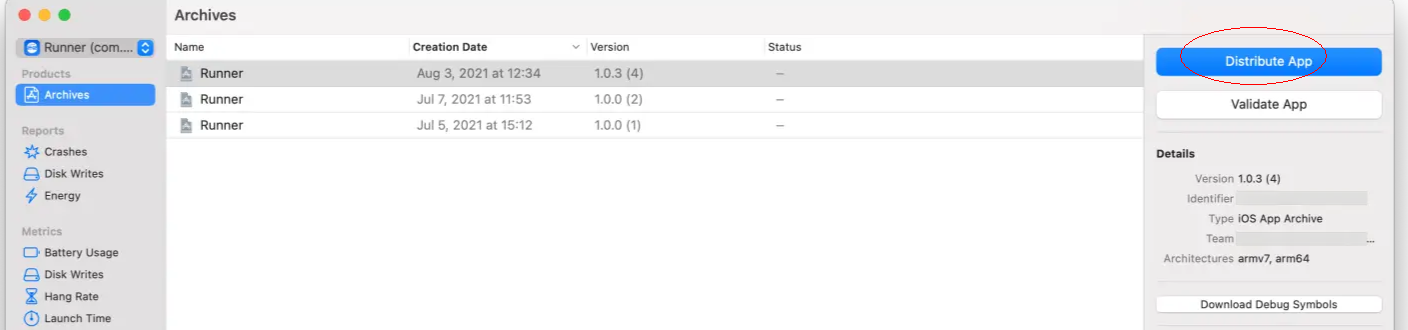 Archives
Runner (com....
Products
Archives
Reports
Crashes
Disk Writes
Energy
Metrics
Battery Usage
Disk Writes
Hang Rate
Launch Time
Name Creation Date Version Status
Runner Aug 3, 2021 at 12:34 1.0.3 (4) –
Runner Jul 7, 2021 at 11:53 1.0.0 (2) –
Runner Jul 5, 2021 at 15:12 1.0.0 (1) –
Distribute App
Validate App
Details
Version 1.0.3 (4)
Identifier
Type iOS App Archive
Team ...
Architectures armv7, arm64
Download Debug Symbols